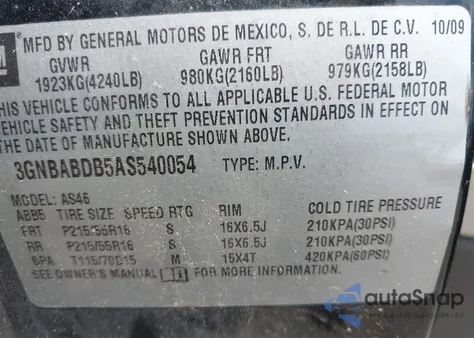 GM
MFD BY GENERAL MOTORS DE MEXICO, S. DE R.L. DE C.V. 10/09
GVWR GAWR FRT GAWR RR
1923KG(4240LB) 980KG(2160LB) 979KG(2158LB)
THIS VEHICLE CONFORMS TO ALL APPLICABLE U.S. FEDERAL MOTOR
VEHICLE SAFETY AND THEFT PREVENTION STANDARDS IN EFFECT ON
THE DATE OF MANUFACTURE SHOWN ABOVE.
3GNBABDB5AS540054 TYPE: M.P.V.
MODEL: AS46
ABB5 TIRE SIZE SPEED RTG RIM COLD TIRE PRESSURE
FRT P215/55R16 S 16X6.5J 210KPA(30PSI)
RR P215/55R16 S 16X6.5J 210KPA(30PSI)
SPA T115/70D15 M 15X4T 420KPA(60PSI)
SEE OWNER'S MANUAL FOR MORE INFORMATION.
autoSnap